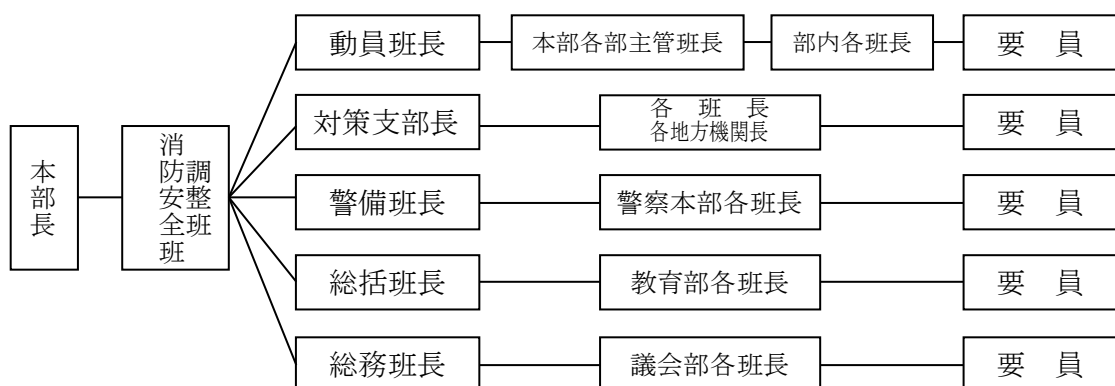 本部長
調整班
消防安全班
動員班長
本部各部主管班長
部内各班長
要　員
対策支部長
各　班　長
各地方機関長
要　員
警備班長
警察本部各班長
要　員
総括班長
教育部各班長
要　員
総務班長
議会部各班長
要　員